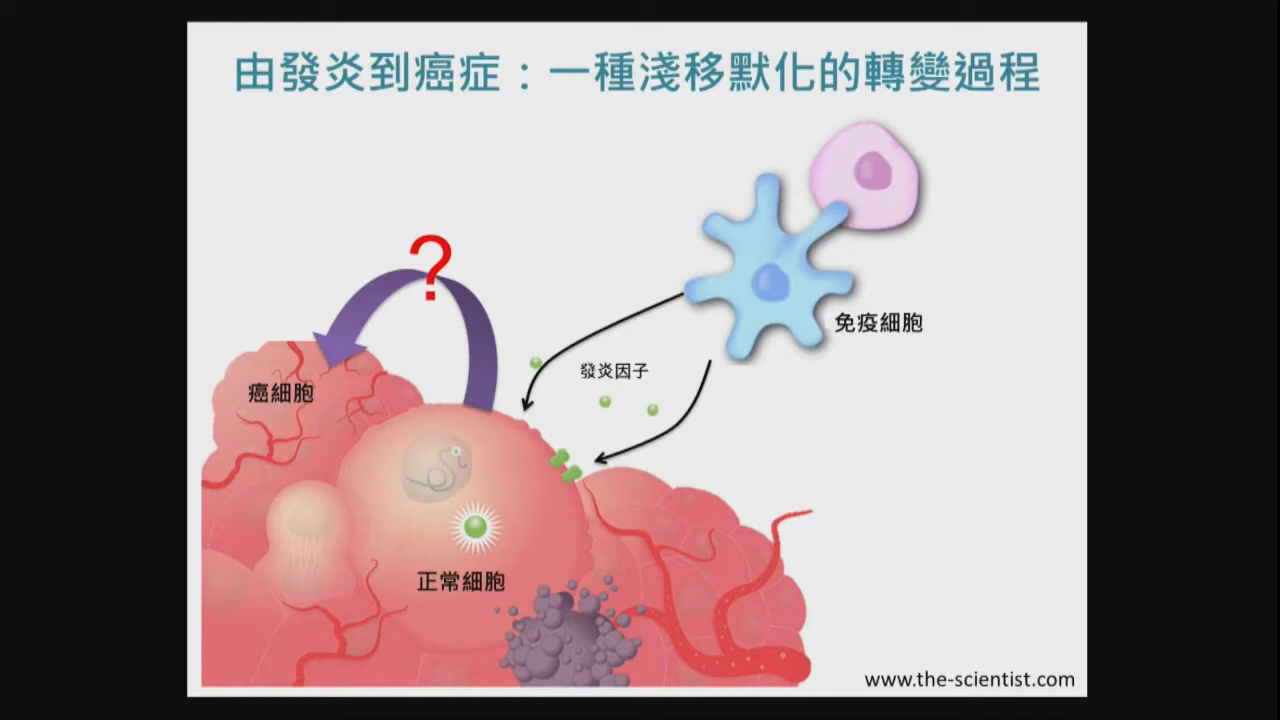 由發炎到癌症：一種淺移默化的轉變過程
?
免疫細胞
發炎因子
癌細胞
正常細胞
www.the-scientist.com